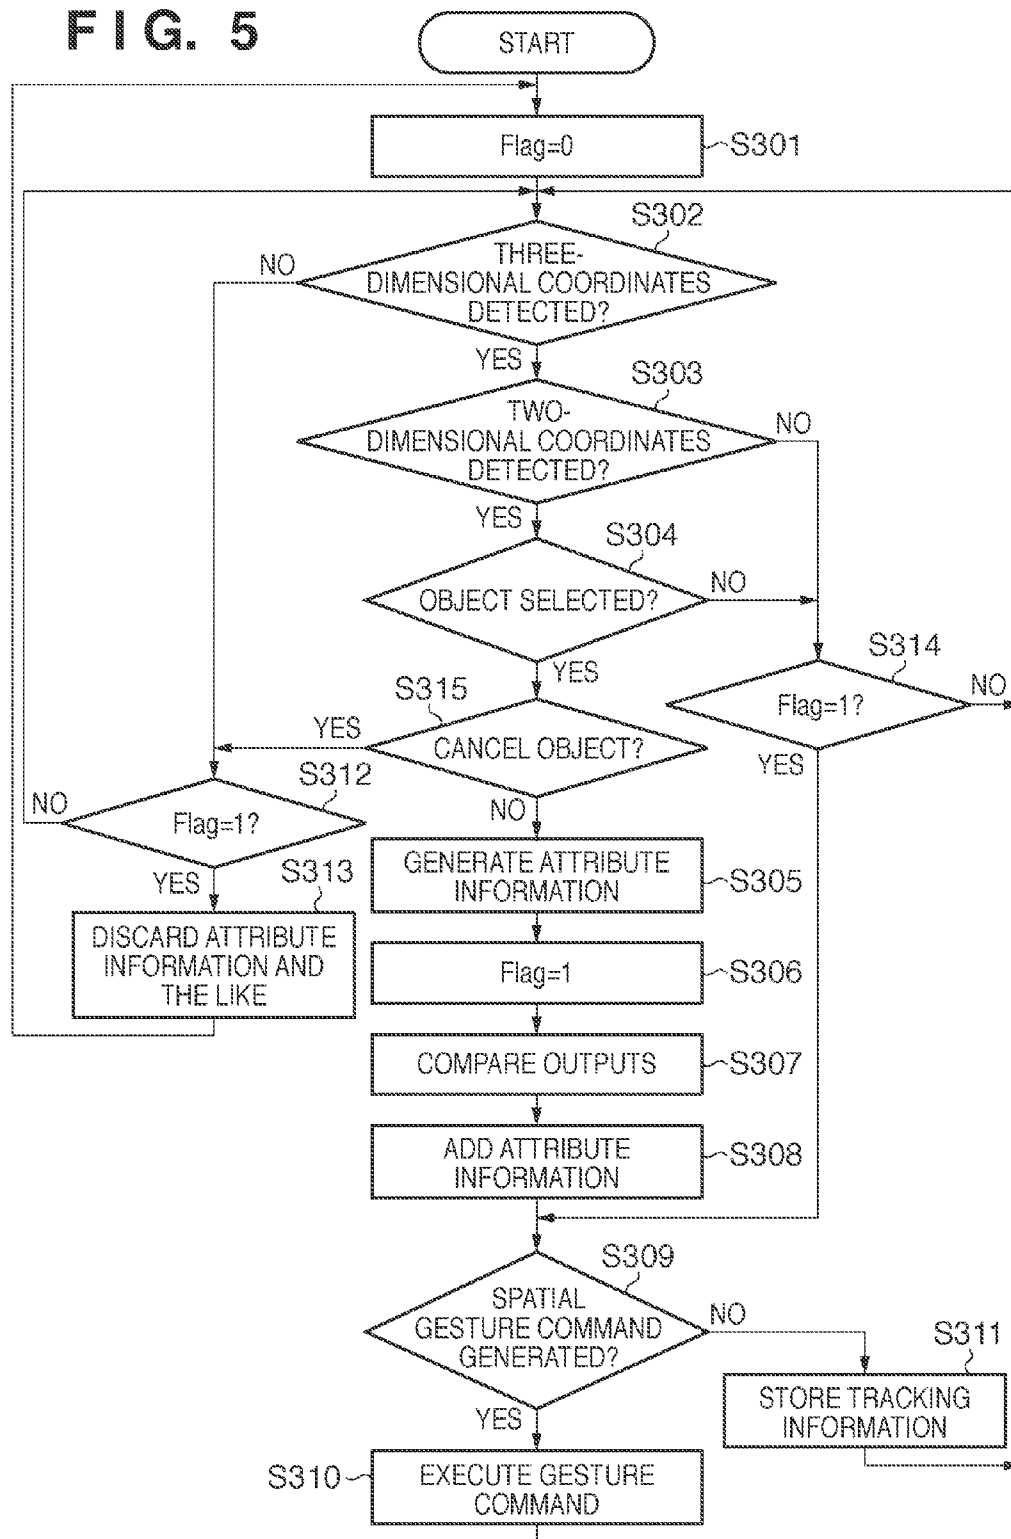 FIG. 5
START
Flag=0
S301
S302
THREE-
DIMENSIONAL COORDINATES
DETECTED?
NO
YES
S303
TWO-
DIMENSIONAL COORDINATES
DETECTED?
NO
YES
S304
OBJECT SELECTED?
NO
YES
S314
Flag=1?
NO
YES
S315
CANCEL OBJECT?
YES
NO
S312
Flag=1?
NO
YES
S313
DISCARD ATTRIBUTE
INFORMATION AND
THE LIKE
GENERATE ATTRIBUTE
INFORMATION
S305
Flag=1
S306
COMPARE OUTPUTS
S307
ADD ATTRIBUTE
INFORMATION
S308
S309
SPATIAL
GESTURE COMMAND
GENERATED?
NO
YES
S311
STORE TRACKING
INFORMATION
S310
EXECUTE GESTURE
COMMAND